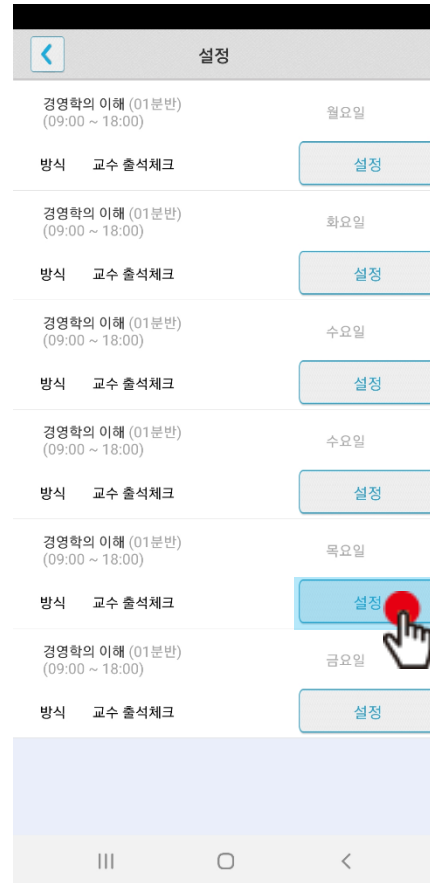 설정
경영학의 이해 (01분반)
(09:00 ~ 18:00)
월요일
방식 교수 출석체크 설정
경영학의 이해 (01분반)
(09:00 ~ 18:00)
화요일
방식 교수 출석체크 설정
경영학의 이해 (01분반)
(09:00 ~ 18:00)
수요일
방식 교수 출석체크 설정
경영학의 이해 (01분반)
(09:00 ~ 18:00)
수요일
방식 교수 출석체크 설정
경영학의 이해 (01분반)
(09:00 ~ 18:00)
목요일
방식 교수 출석체크 설정
경영학의 이해 (01분반)
(09:00 ~ 18:00)
금요일
방식 교수 출석체크 설정